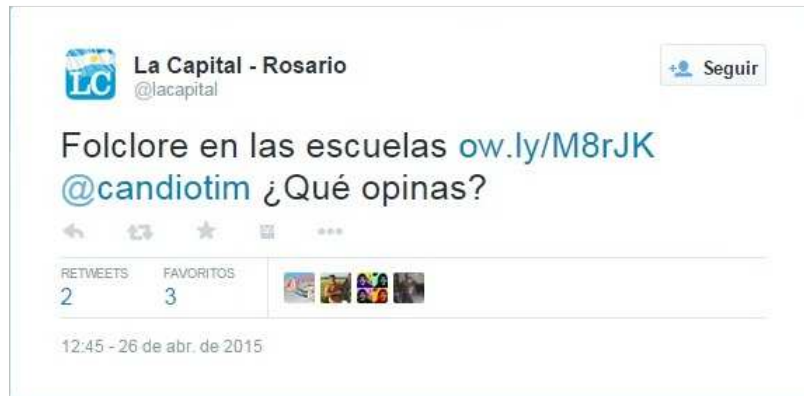 LC
La Capital - Rosario
@lacapital
Seguir
Folclore en las escuelas ow.ly/M8rJK
@candiotim ¿Qué opinas?
RETWEETS FAVORITOS
2 3
12:45 - 26 de abr. de 2015